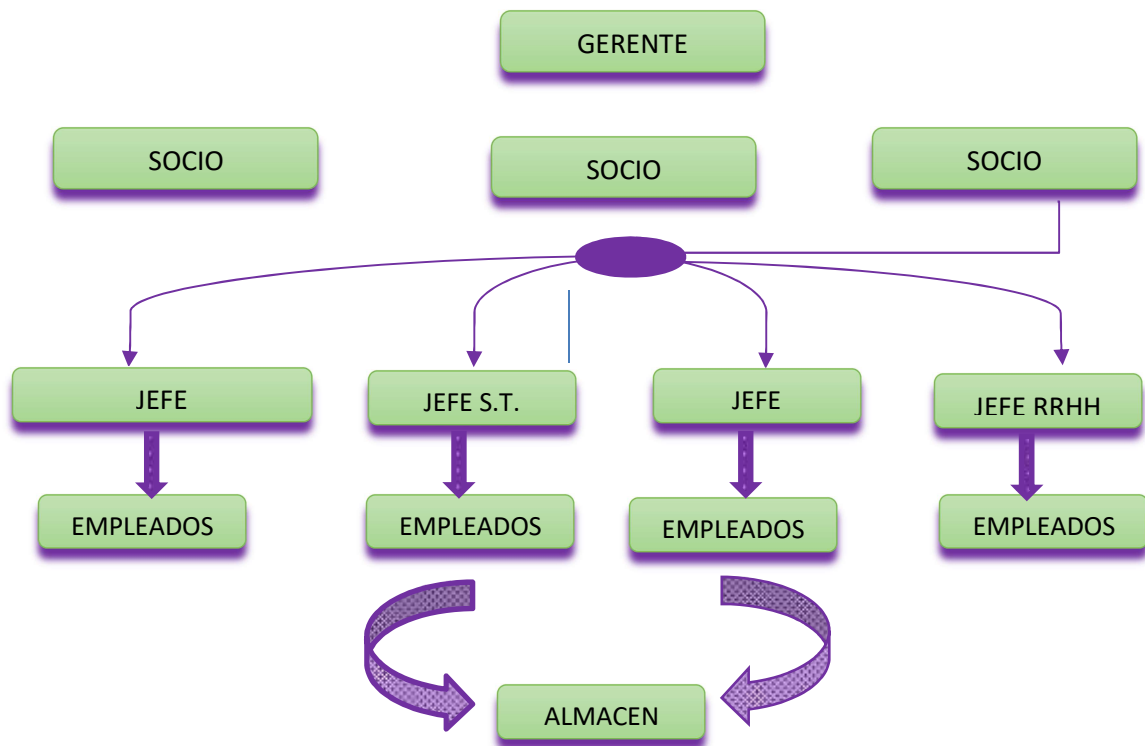 GERENTE
SOCIO
SOCIO
SOCIO
JEFE
JEFE S.T.
JEFE
JEFE RRHH
EMPLEADOS
EMPLEADOS
EMPLEADOS
EMPLEADOS
ALMACEN